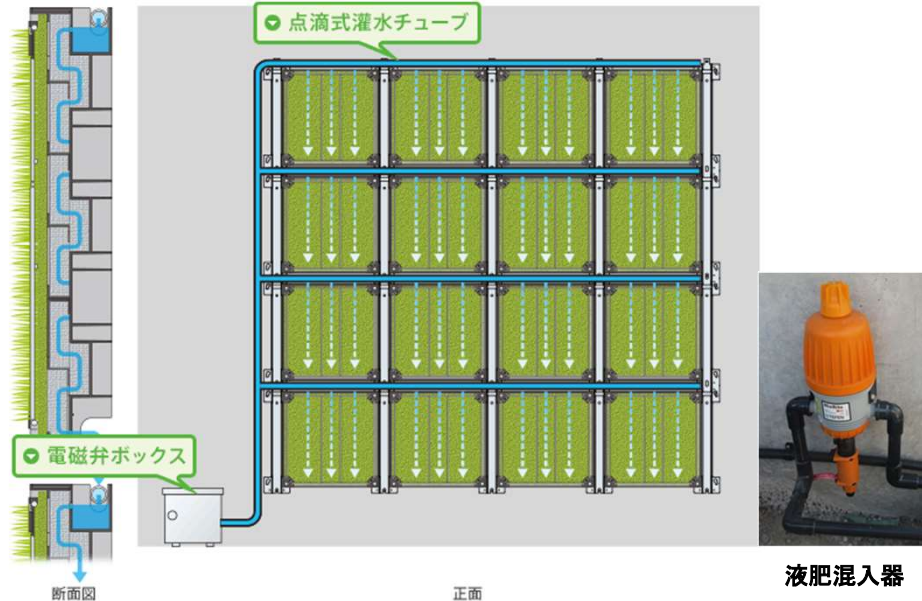 点滴式灌水チューブ
電磁弁ボックス
断面図
正面
液肥混入器